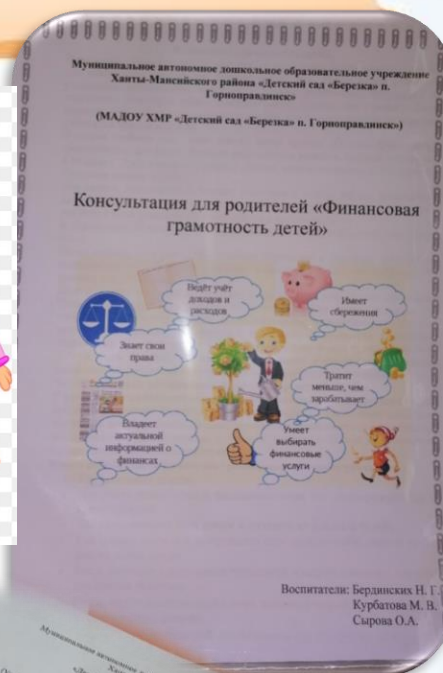 Муниципальное автономное дошкольное образовательное учреждение
Ханты-Мансийского района «Детский сад «Березка» п.
Горноправдинск»
(МАДОУ ХМР «Детский сад «Березка» п. Горноправдинск»)
Консультация для родителей «Финансовая
грамотность детей»
Ведёт учёт
доходов и
расходов
Имеет
сбережения
Знает свои
права
Тратит
меньше, чем
зарабатывает
Владеет
актуальной
информацией о
финансах
Умеет
выбирать
финансовые
услуги
Воспитатели: Бердинских Н. Г.
Курбатова М. В.
Сырова О.А.
Муниципальное автономное